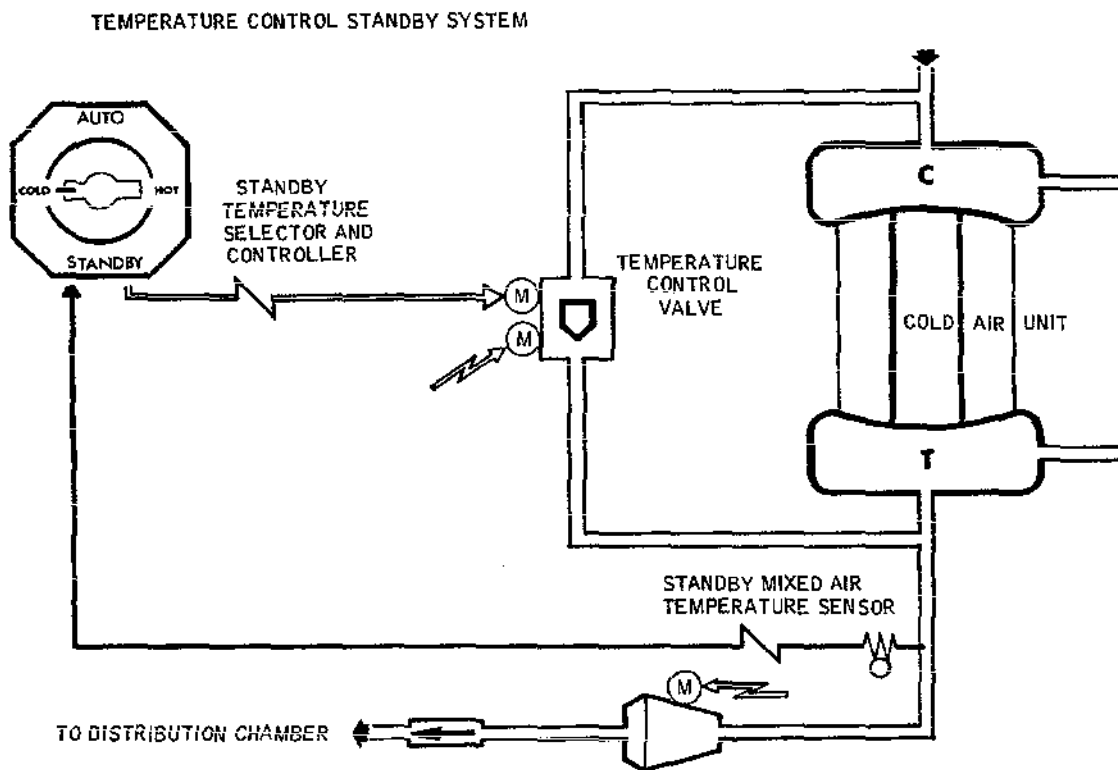 TEMPERATURE CONTROL STANDBY SYSTEM
AUTO
COLD
HOT
STANDBY
STANDBY
TEMPERATURE
SELECTOR AND
CONTROLLER
M
M
TEMPERATURE
CONTROL
VALVE
C
COLD AIR UNIT
T
STANDBY MIXED AIR
TEMPERATURE SENSOR
M
TO DISTRIBUTION CHAMBER